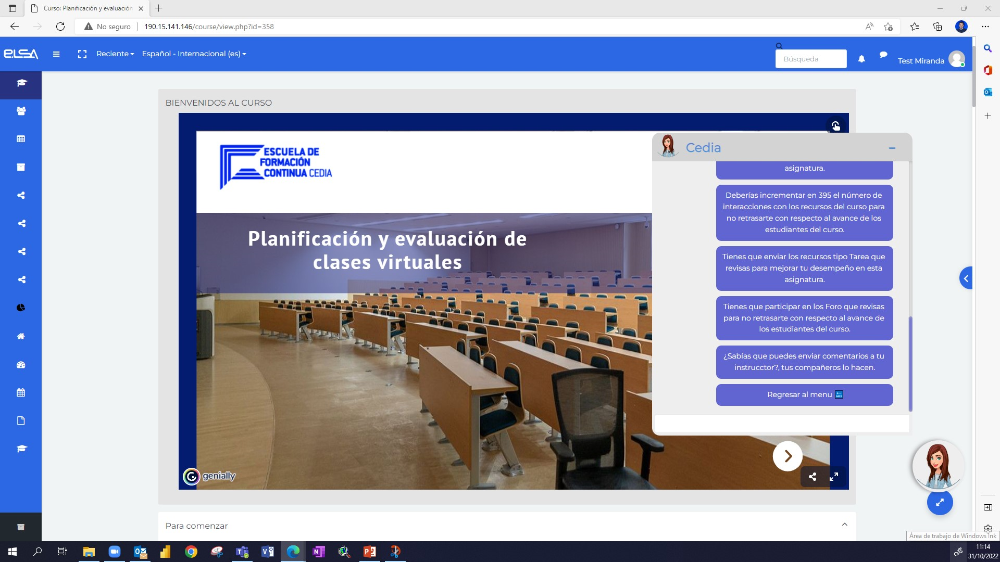 Curso: Planificación y evaluación
No seguro
190.15.141.146/course/view.php?id=358
eLSA
Reciente
Español - Internacional (es)
Búsqueda
Test Miranda
BIENVENIDOS AL CURSO
ESCUELA DE
FORMACIÓN
CONTINUA CEDIA
Planificación y evaluación de
clases virtuales
genially
Cedia
asignatura.
Deberías incrementar en 395 el número de
interacciones con los recursos del curso para
no retrasarte con respecto al avance de los
estudiantes del curso.
Tienes que enviar los recursos tipo Tarea que
revisas para mejorar tu desempeño en esta
asignatura.
Tienes que participar en los Foro que revisas
para no retrasarte con respecto al avance de
los estudiantes del curso.
¿Sabías que puedes enviar comentarios a tu
instrucctor?, tus compañeros lo hacen.
Regresar al menu
Para comenzar
Área de trabajo de Windows Ink
11:14
31/10/2022